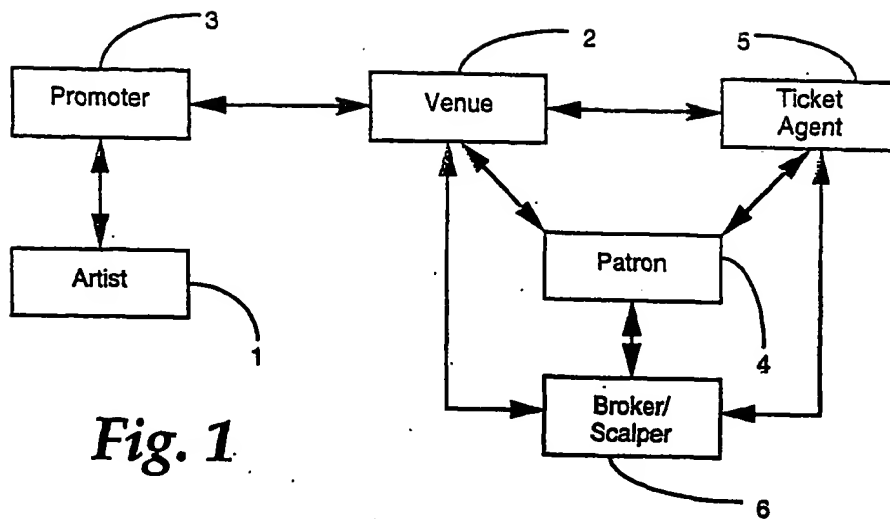 3
2
5
Promoter
Venue
Ticket
Agent
Artist
Patron
1
4
Broker/
Scalper
Fig. 1
6